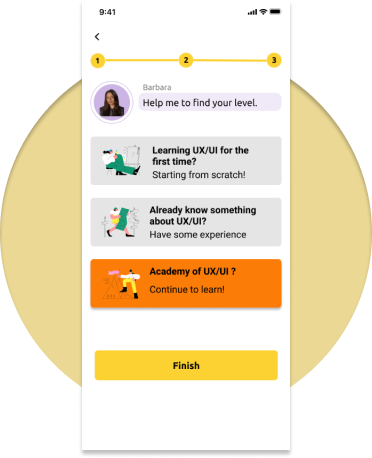 9:41
1 2 3
Barbara
Help me to find your level.
Learning UX/UI for the
first time?
Starting from scratch!
Already know something
about UX/UI?
Have some experience
Academy of UX/UI ?
Continue to learn!
Finish